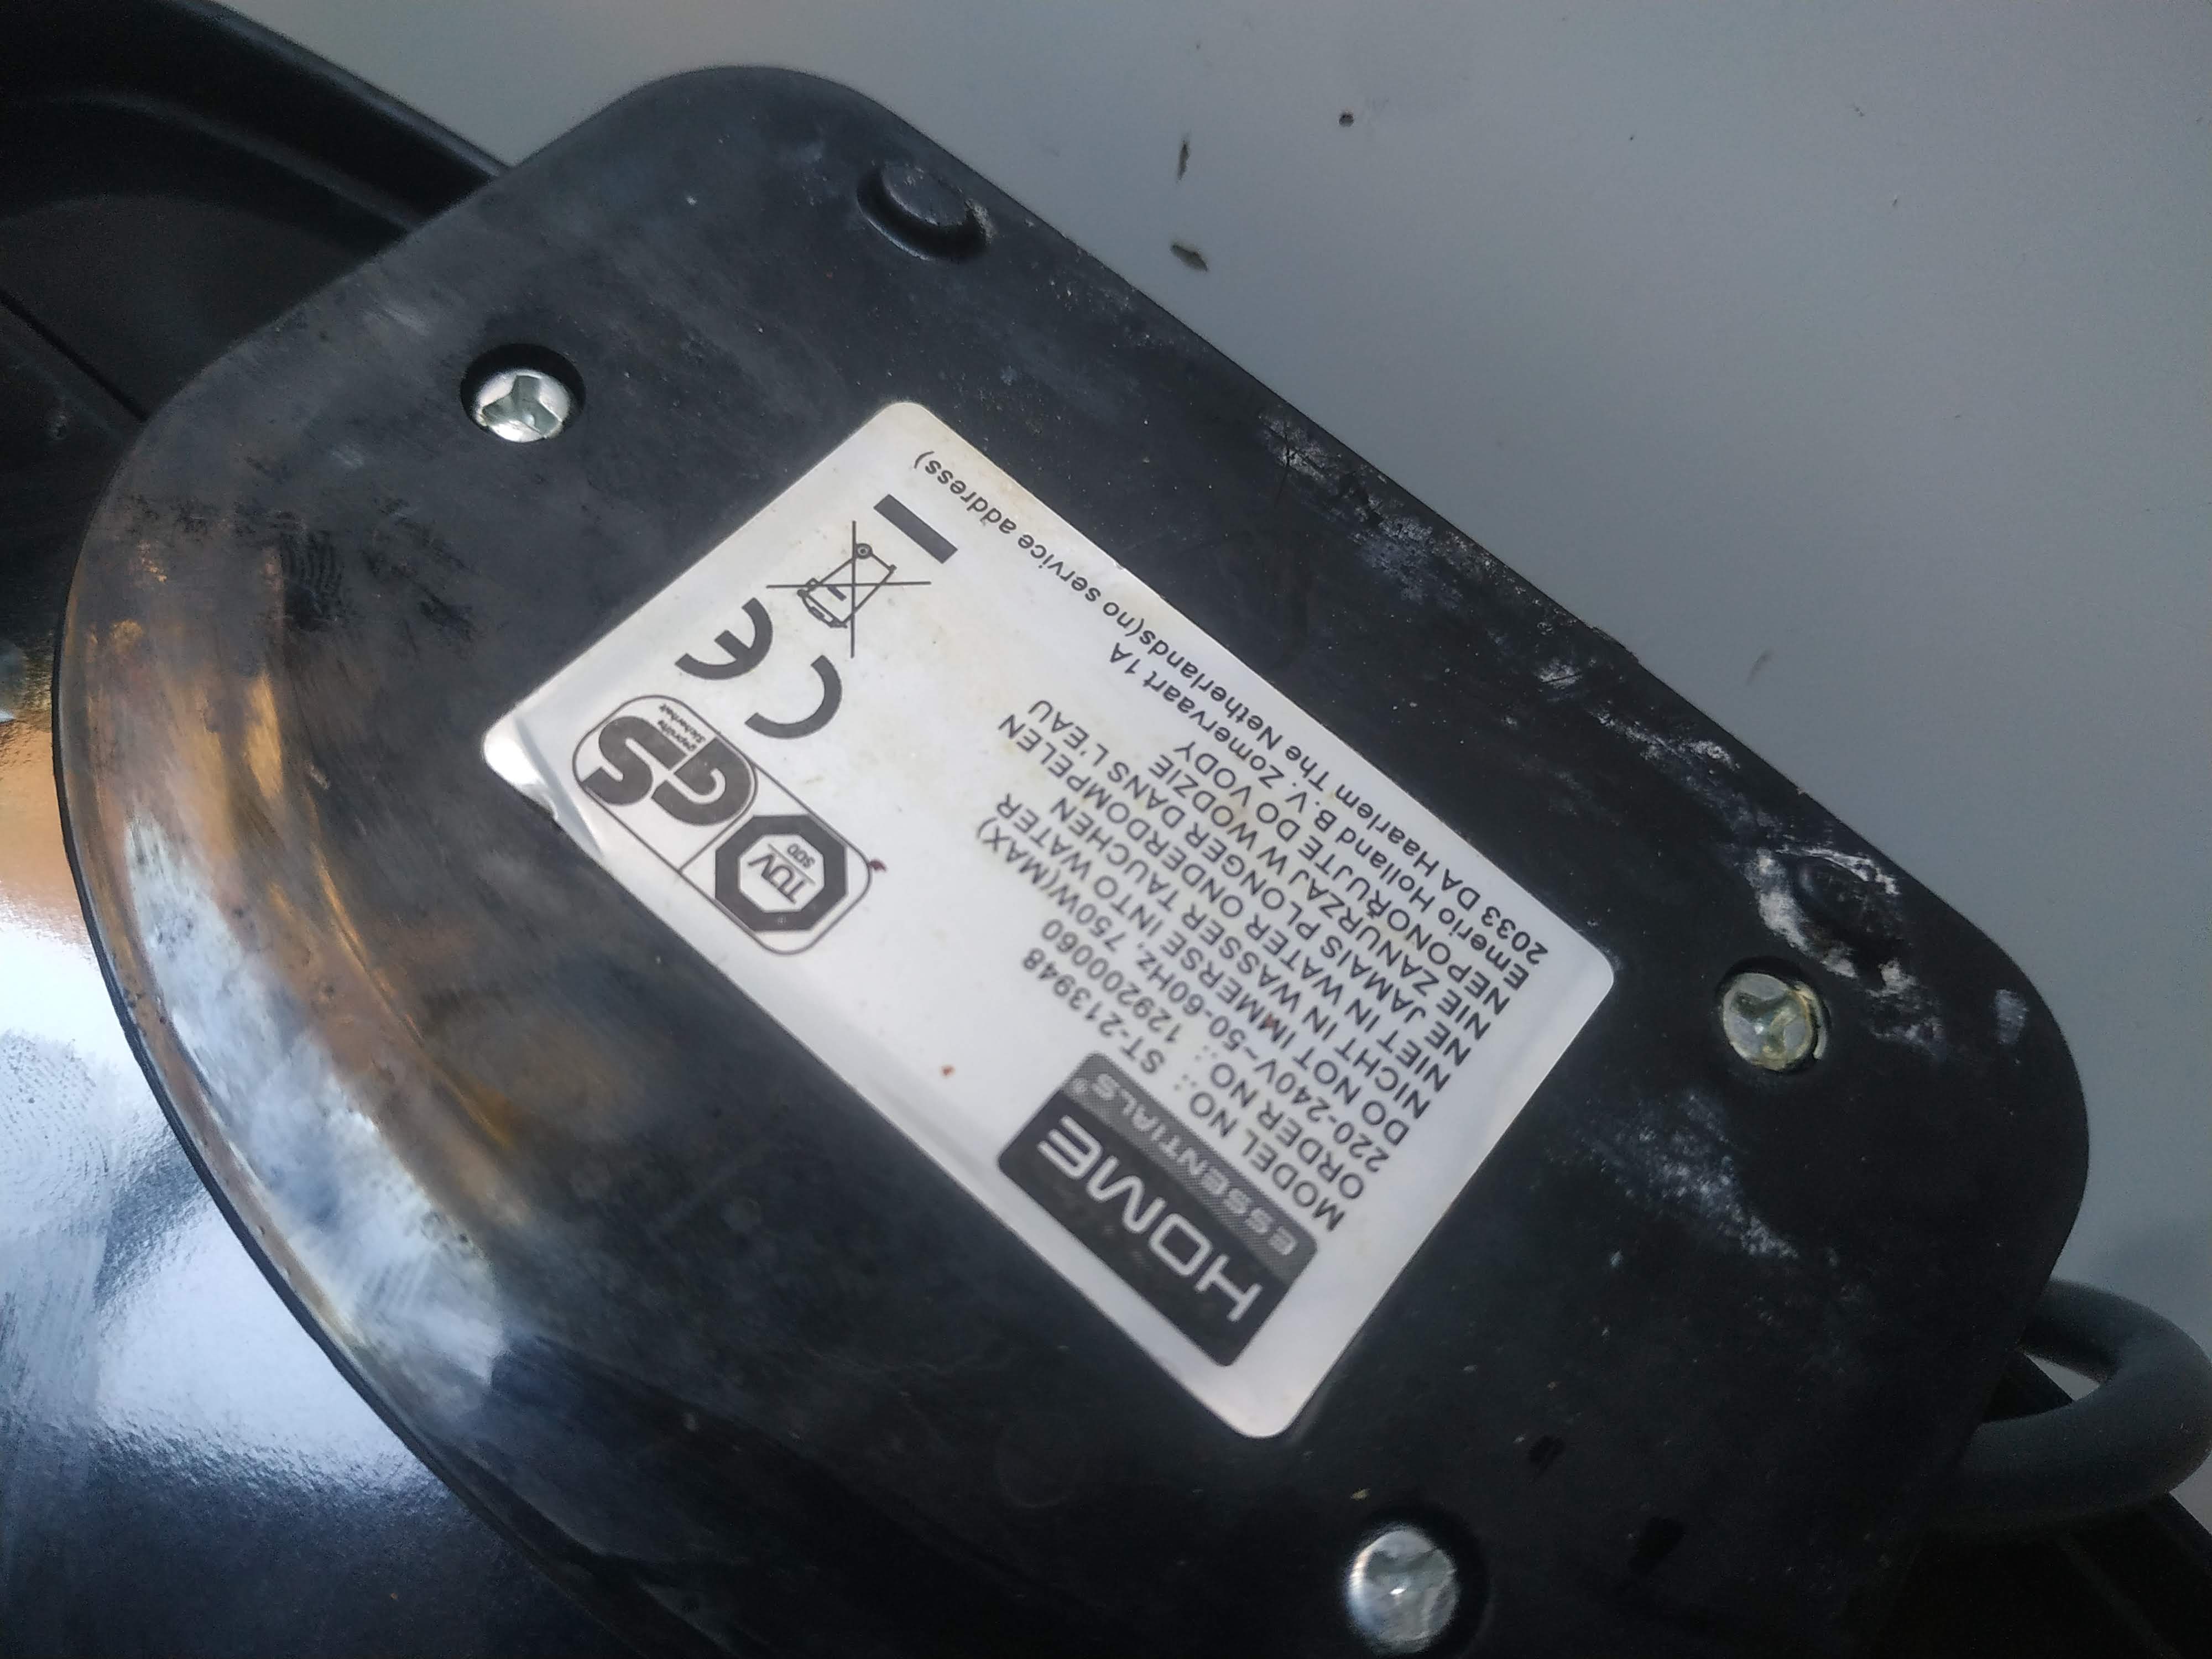 HOME
ESSENTIALS®
MODEL NO.: ST-213948
ORDER NO.: 129200060
220-240V~50-60Hz, 750W(MAX)
DO NOT IMMERSE INTO WATER
NICHT IN WASSER TAUCHEN
NIET IN WATER ONDERDOMPELEN
NE JAMAIS PLONGER DANS L'EAU
NIE ZANURZAJ W WODZIE
NEPONOŘUJTE DO VODY
Emerio Holland B.V. Zomervaart 1A
2033 DA Haarlem The Netherlands(no service address)
TÜV
SÜD
GS
geprüfte
Sicherheit
CE